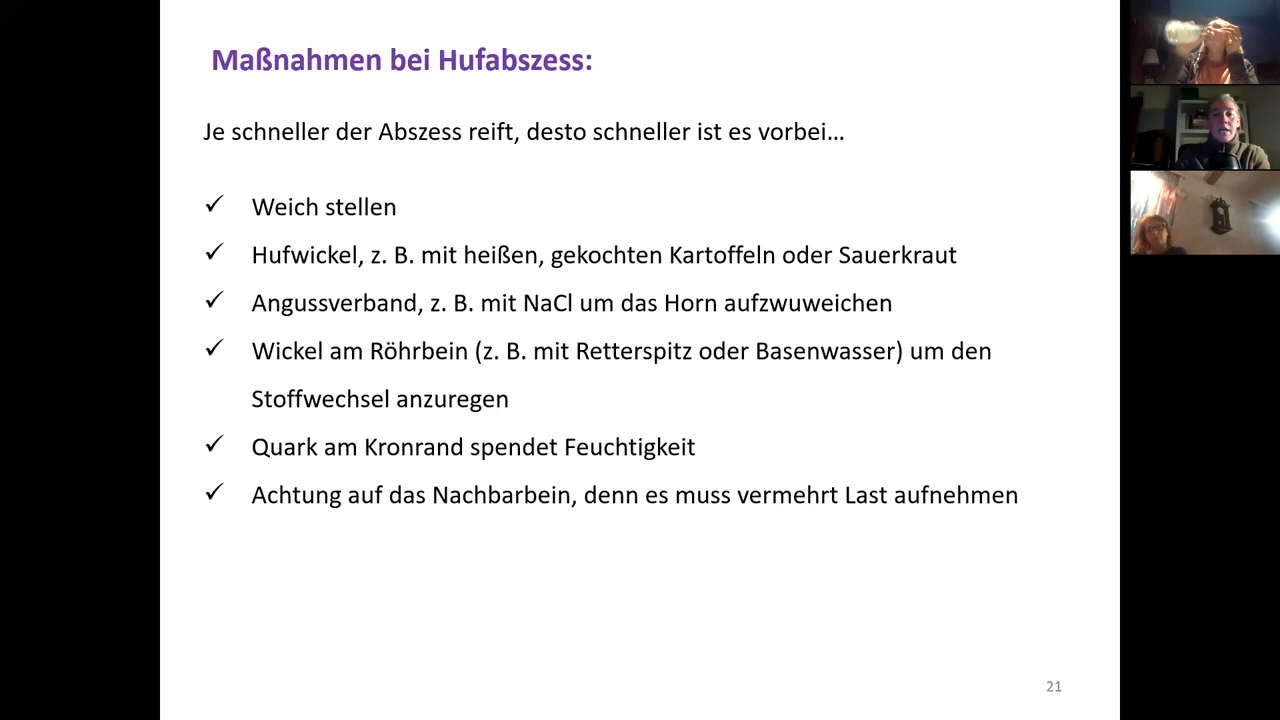 Maßnahmen bei Hufabszess:
Je schneller der Abszess reift, desto schneller ist es vorbei...
✓ Weich stellen
✓ Hufwickel, z. B. mit heißen, gekochten Kartoffeln oder Sauerkraut
✓ Angussverband, z. B. mit NaCl um das Horn aufzwuweichen
✓ Wickel am Röhrbein (z. B. mit Retterspitz oder Basenwasser) um den
Stoffwechsel anzuregen
✓ Quark am Kronrand spendet Feuchtigkeit
✓ Achtung auf das Nachbarbein, denn es muss vermehrt Last aufnehmen
21